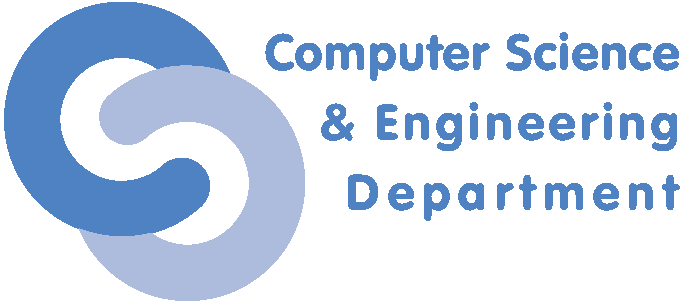 Computer Science
& Engineering
Department